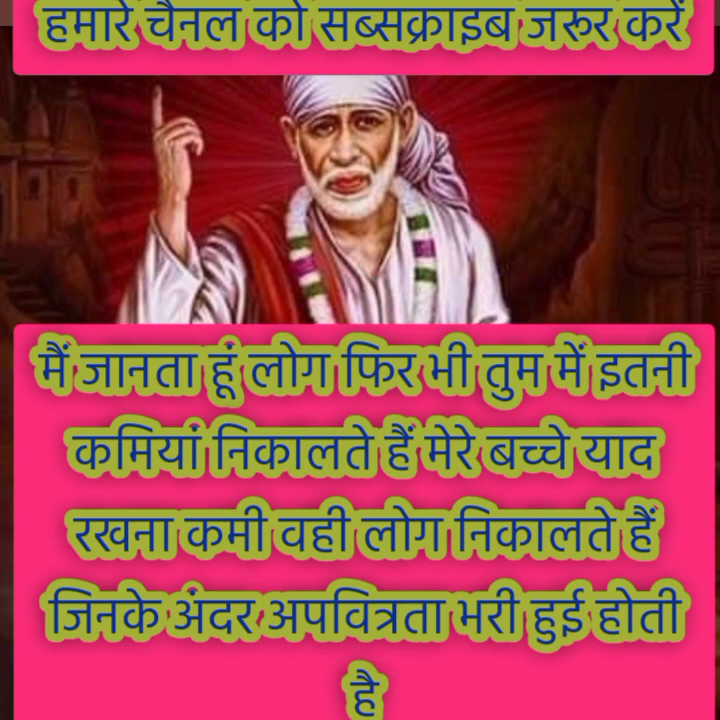 हमारे चैनल को सब्सक्राइब जरूर करें
मैं जानता हूं लोग फिर भी तुम में इतनी
कमियां निकालते हैं मेरे बच्चे याद
रखना कमी वही लोग निकालते हैं
जिनके अंदर अपवित्रता भरी हुई होती
है